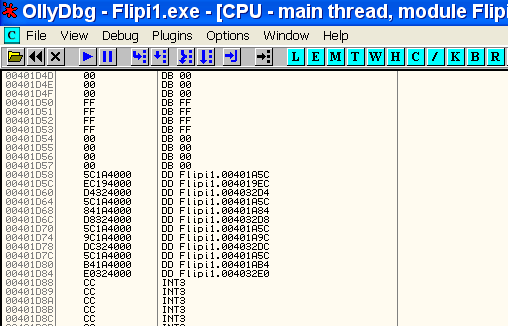 OllyDbg - Flipi1.exe - [CPU - main thread, module Flipi
C File View Debug Plugins Options Window Help
L E M T W H C / K B R
00401D4D 00 DB 00
00401D4E 00 DB 00
00401D4F 00 DB 00
00401D50 FF DB FF
00401D51 FF DB FF
00401D52 FF DB FF
00401D53 FF DB FF
00401D54 00 DB 00
00401D55 00 DB 00
00401D56 00 DB 00
00401D57 00 DB 00
00401D58 5C1A4000 DD Flipi1.00401A5C
00401D5C EC194000 DD Flipi1.004019EC
00401D60 D4324000 DD Flipi1.004032D4
00401D64 5C1A4000 DD Flipi1.00401A5C
00401D68 841A4000 DD Flipi1.00401A84
00401D6C D8324000 DD Flipi1.004032D8
00401D70 5C1A4000 DD Flipi1.00401A5C
00401D74 9C1A4000 DD Flipi1.00401A9C
00401D78 DC324000 DD Flipi1.004032DC
00401D7C 5C1A4000 DD Flipi1.00401A5C
00401D80 B41A4000 DD Flipi1.00401AB4
00401D84 E0324000 DD Flipi1.004032E0
00401D88 CC INT3
00401D89 CC INT3
00401D8A CC INT3
00401D8B CC INT3
00401D8C CC INT3